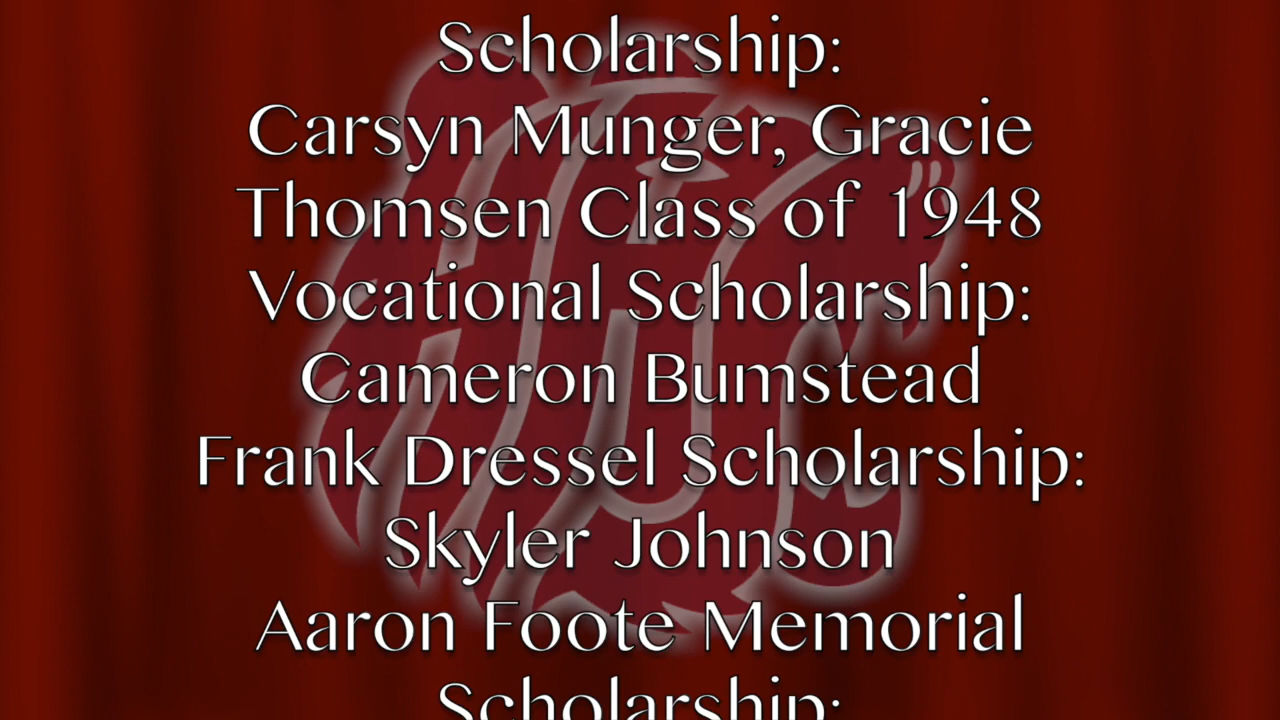 Scholarship:
Carsyn Munger, Gracie
Thomsen Class of 1948
Vocational Scholarship:
Cameron Bumstead
Frank Dressel Scholarship:
Skyler Johnson
Aaron Foote Memorial
Scholarship: